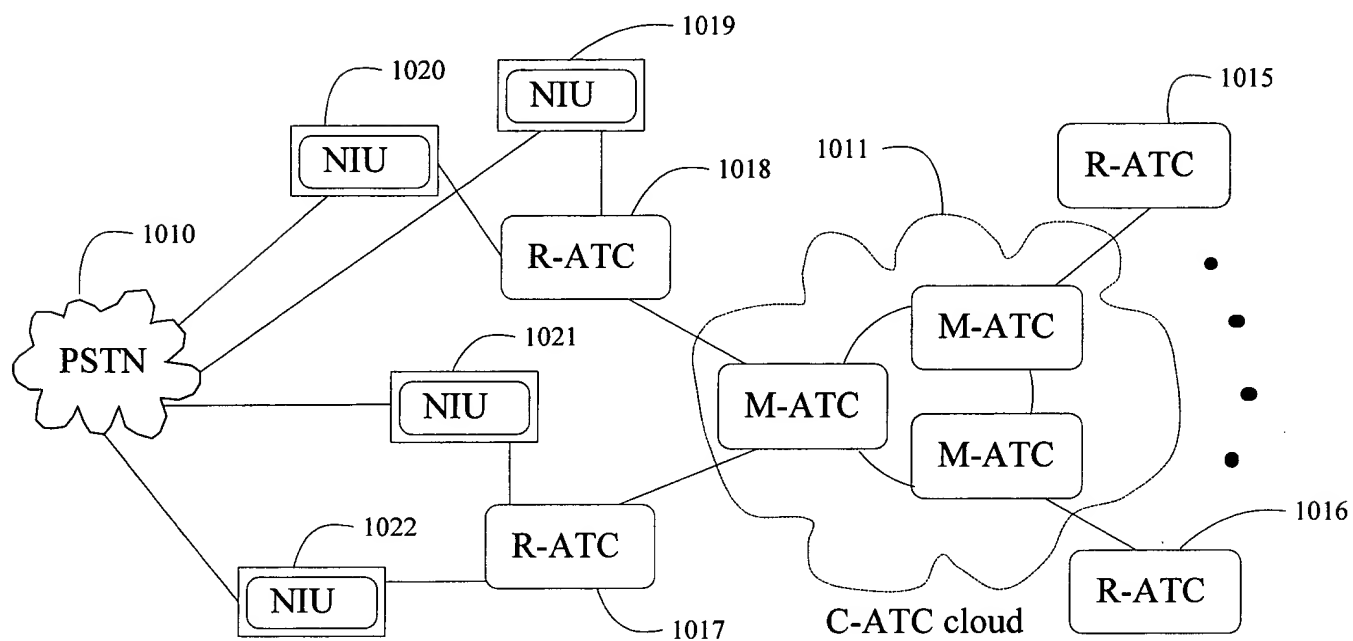 1019
1020
NIU
1015
NIU
1011
R-ATC
1018
1010
R-ATC
M-ATC
1021
PSTN
NIU
M-ATC
M-ATC
1022
R-ATC
1016
NIU
R-ATC
1017
C-ATC cloud